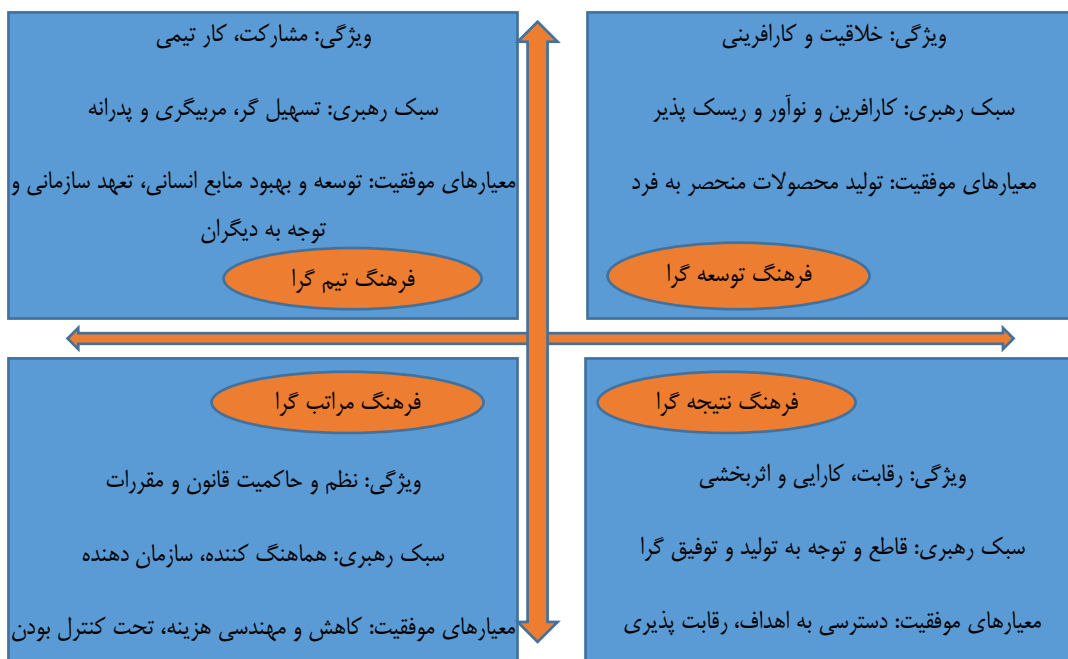 ویژگی: خلاقیت و کارافرینی
سبک رهبری: کارافرین و نوآور و ریسک پذیر
معیارهای موفقیت: تولید محصولات منحصر به فرد
فرهنگ توسعه گرا
ویژگی: مشارکت، کار تیمی
سبک رهبری: تسهیل گر، مربیگری و پدرانه
معیارهای موفقیت: توسعه و بهبود منابع انسانی، تعهد سازمانی و
توجه به دیگران
فرهنگ تیم گرا
فرهنگ نتیجه گرا
ویژگی: رقابت، کارایی و اثربخشی
سبک رهبری: قاطع و توجه به تولید و توفیق گرا
معیارهای موفقیت: دسترسی به اهداف، رقابت پذیری
فرهنگ مراتب گرا
ویژگی: نظم و حاکمیت قانون و مقررات
سبک رهبری: هماهنگ کننده، سازمان دهنده
معیارهای موفقیت: کاهش و مهندسی هزینه، تحت کنترل بودن